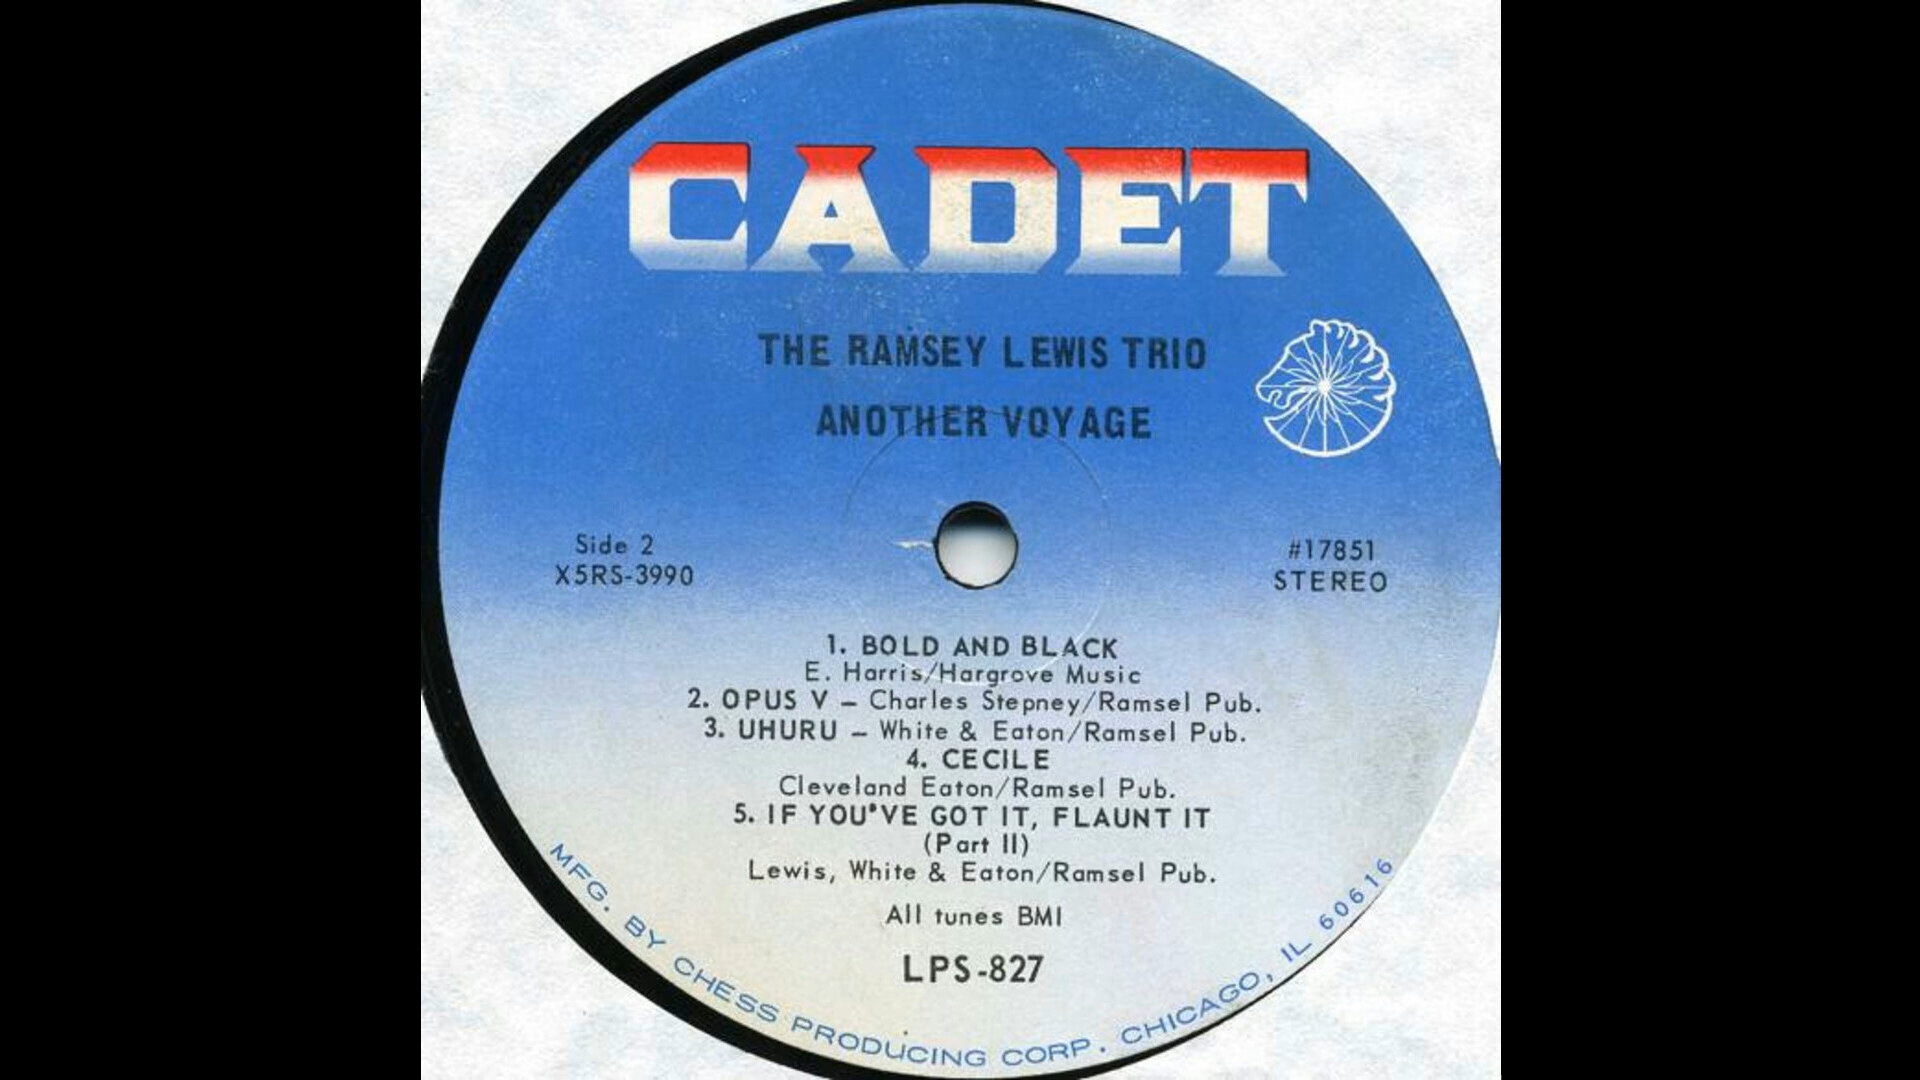 CADET
THE RAMSEY LEWIS TRIO
ANOTHER VOYAGE
Side 2
X5RS-3990
#17851
STEREO
1. BOLD AND BLACK
E. Harris/Hargrove Music
2. OPUS V – Charles Stepney/Ramsel Pub.
3. UHURU – White & Eaton/Ramsel Pub.
4. CECILE
Cleveland Eaton/Ramsel Pub.
5. IF YOU'VE GOT IT, FLAUNT IT
(Part II)
Lewis, White & Eaton/Ramsel Pub.
All tunes BMI
LPS-827
MFG. BY CHESS PRODUCING CORP. CHICAGO, IL 60616